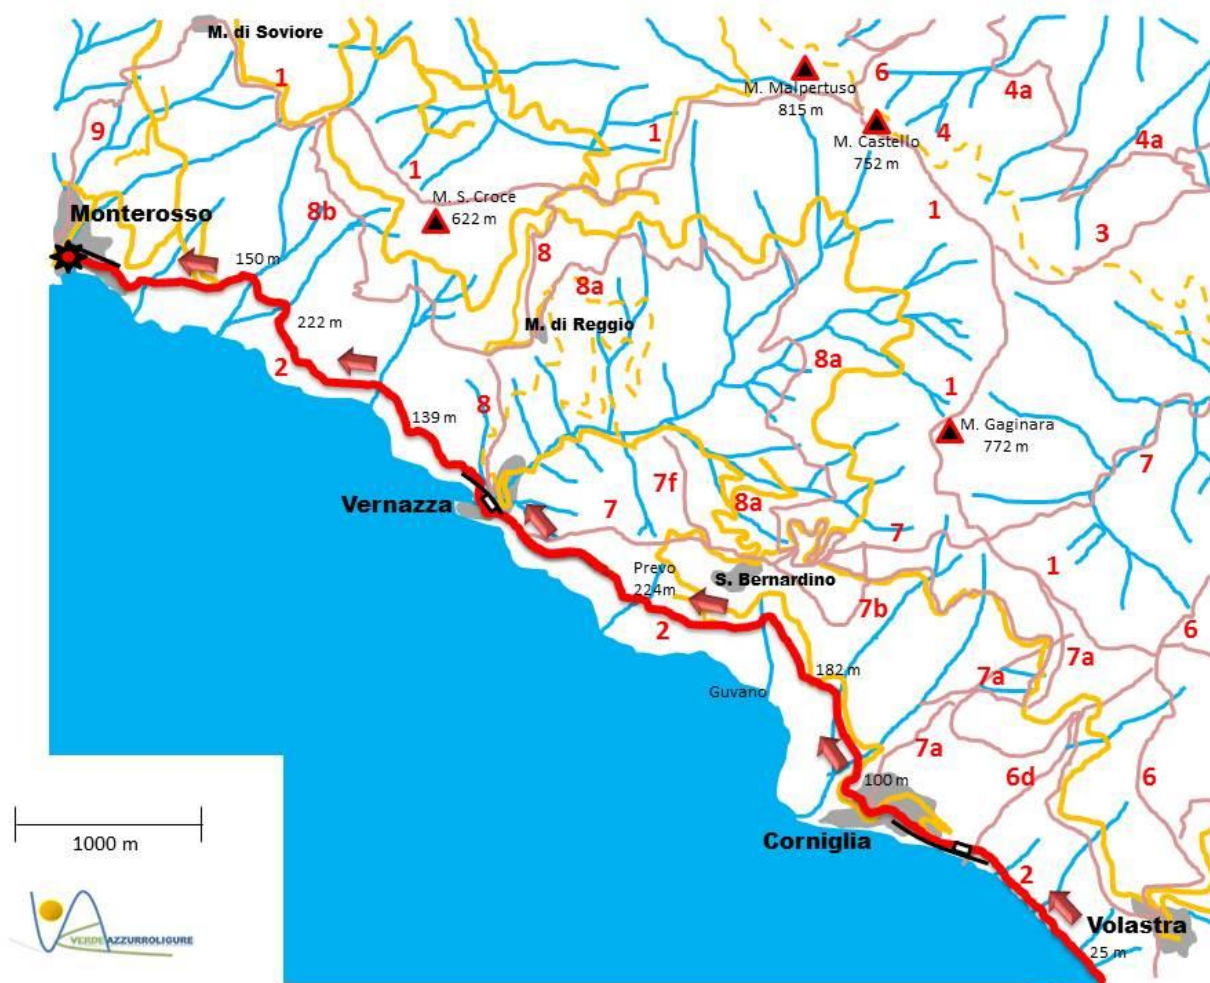 M. di Soviore
1
6
4a
M. Malpertuso
815 m
9
1
4
4a
M. Castello
752 m
1
M. S. Croce
622 m
8b
1
Monterosso
3
8
150 m
8a
222 m
M. di Reggio
2
8a
1
8
139 m
M. Gaginara
772 m
7f
7
Vernazza
7
8a
7
Prevo
224m
S. Bernardino
1
7b
2
6
7a
182 m
7a
Guvano
7a
100 m
6d
6
1000 m
Corniglia
2
Volastra
VERDEAZZURROLIGURE
25 m